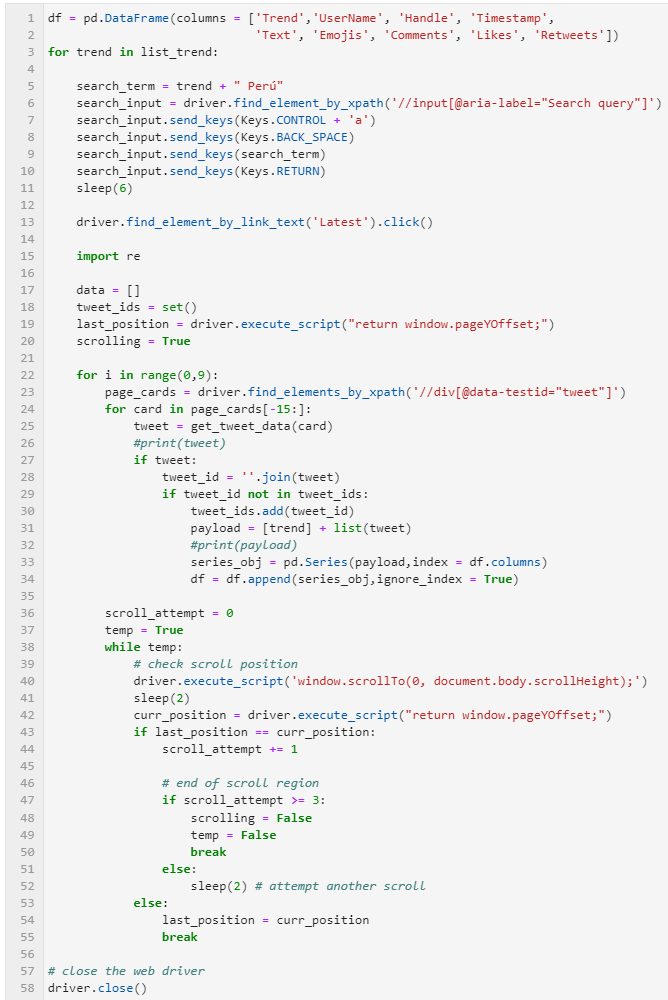 1 df = pd.DataFrame(columns = ['Trend','UserName', 'Handle', 'Timestamp',
2                              'Text', 'Emojis', 'Comments', 'Likes', 'Retweets'])
3 for trend in list_trend:
4
5     search_term = trend + " Perú"
6     search_input = driver.find_element_by_xpath('//input[@aria-label="Search query"]')
7     search_input.send_keys(Keys.CONTROL + 'a')
8     search_input.send_keys(Keys.BACK_SPACE)
9     search_input.send_keys(search_term)
10     search_input.send_keys(Keys.RETURN)
11     sleep(6)
12
13     driver.find_element_by_link_text('Latest').click()
14
15     import re
16
17     data = []
18     tweet_ids = set()
19     last_position = driver.execute_script("return window.pageYOffset;")
20     scrolling = True
21
22     for i in range(0,9):
23         page_cards = driver.find_elements_by_xpath('//div[@data-testid="tweet"]')
24         for card in page_cards[-15:]:
25             tweet = get_tweet_data(card)
26             #print(tweet)
27             if tweet:
28                 tweet_id = ''.join(tweet)
29                 if tweet_id not in tweet_ids:
30                     tweet_ids.add(tweet_id)
31                     payload = [trend] + list(tweet)
32                     #print(payload)
33                     series_obj = pd.Series(payload,index = df.columns)
34                     df = df.append(series_obj,ignore_index = True)
35
36         scroll_attempt = 0
37         temp = True
38         while temp:
39             # check scroll position
40             driver.execute_script('window.scrollTo(0, document.body.scrollHeight);')
41             sleep(2)
42             curr_position = driver.execute_script("return window.pageYOffset;")
43             if last_position == curr_position:
44                 scroll_attempt += 1
45
46                 # end of scroll region
47                 if scroll_attempt >= 3:
48                     scrolling = False
49                     temp = False
50                     break
51                 else:
52                     sleep(2) # attempt another scroll
53             else:
54                 last_position = curr_position
55                 break
56
57 # close the web driver
58 driver.close()